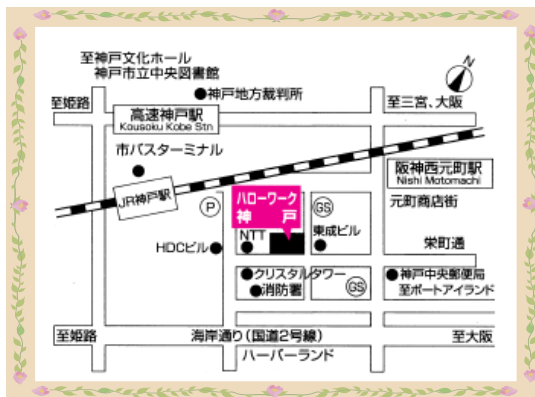 至神戸文化ホール
神戸市立中央図書館
N
至姫路
●神戸地方裁判所
至三宮、大阪
高速神戸駅
Kousoku Kobe Stn
市バスターミナル
阪神西元町駅
Nishi Motomachi
JR神戸駅
P
ハローワーク
神戸
GS
元町商店街
NTT
東成ビル
HDCビル
栄町通
クリスタルタワー
消防署
GS
神戸中央郵便局
至ポートアイランド
至姫路
海岸通り(国道2号線)
至大阪
ハーバーランド